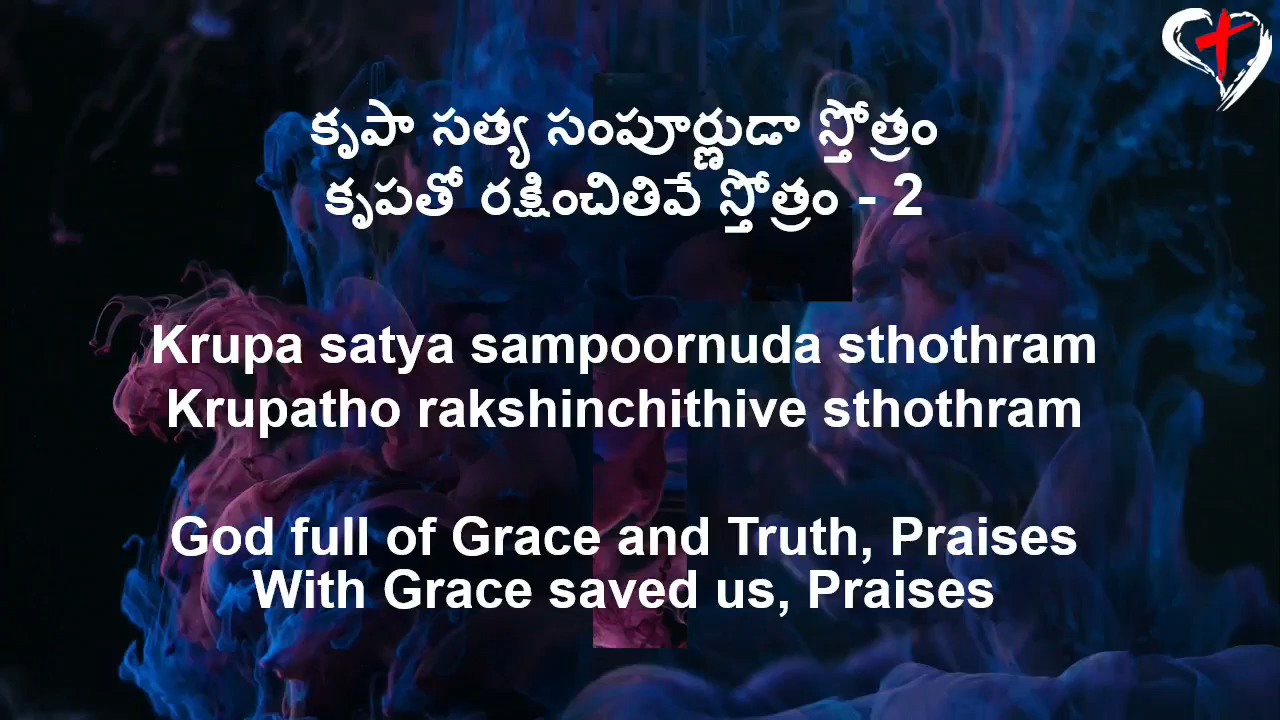 కృపా సత్య సంపూర్ణుడా స్తోత్రం
కృపతో రక్షించితివే స్తోత్రం - 2
Krupa satya sampoornuda sthothram
Krupatho rakshinchithive sthothram
God full of Grace and Truth, Praises
With Grace saved us, Praises